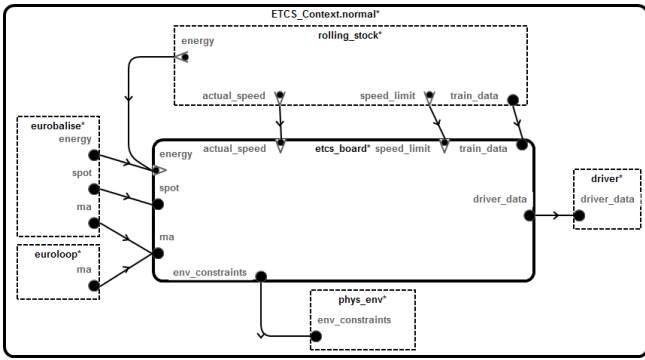 ETCS_Context.normal*
rolling_stock*
energy
actual_speed speed_limit train_data
eurobalise*
energy
spot
ma
euroloop*
ma
energy
actual_speed etcs_board* speed_limit train_data
spot
ma
env_constraints
driver_data
driver*
driver_data
phys_env*
env_constraints